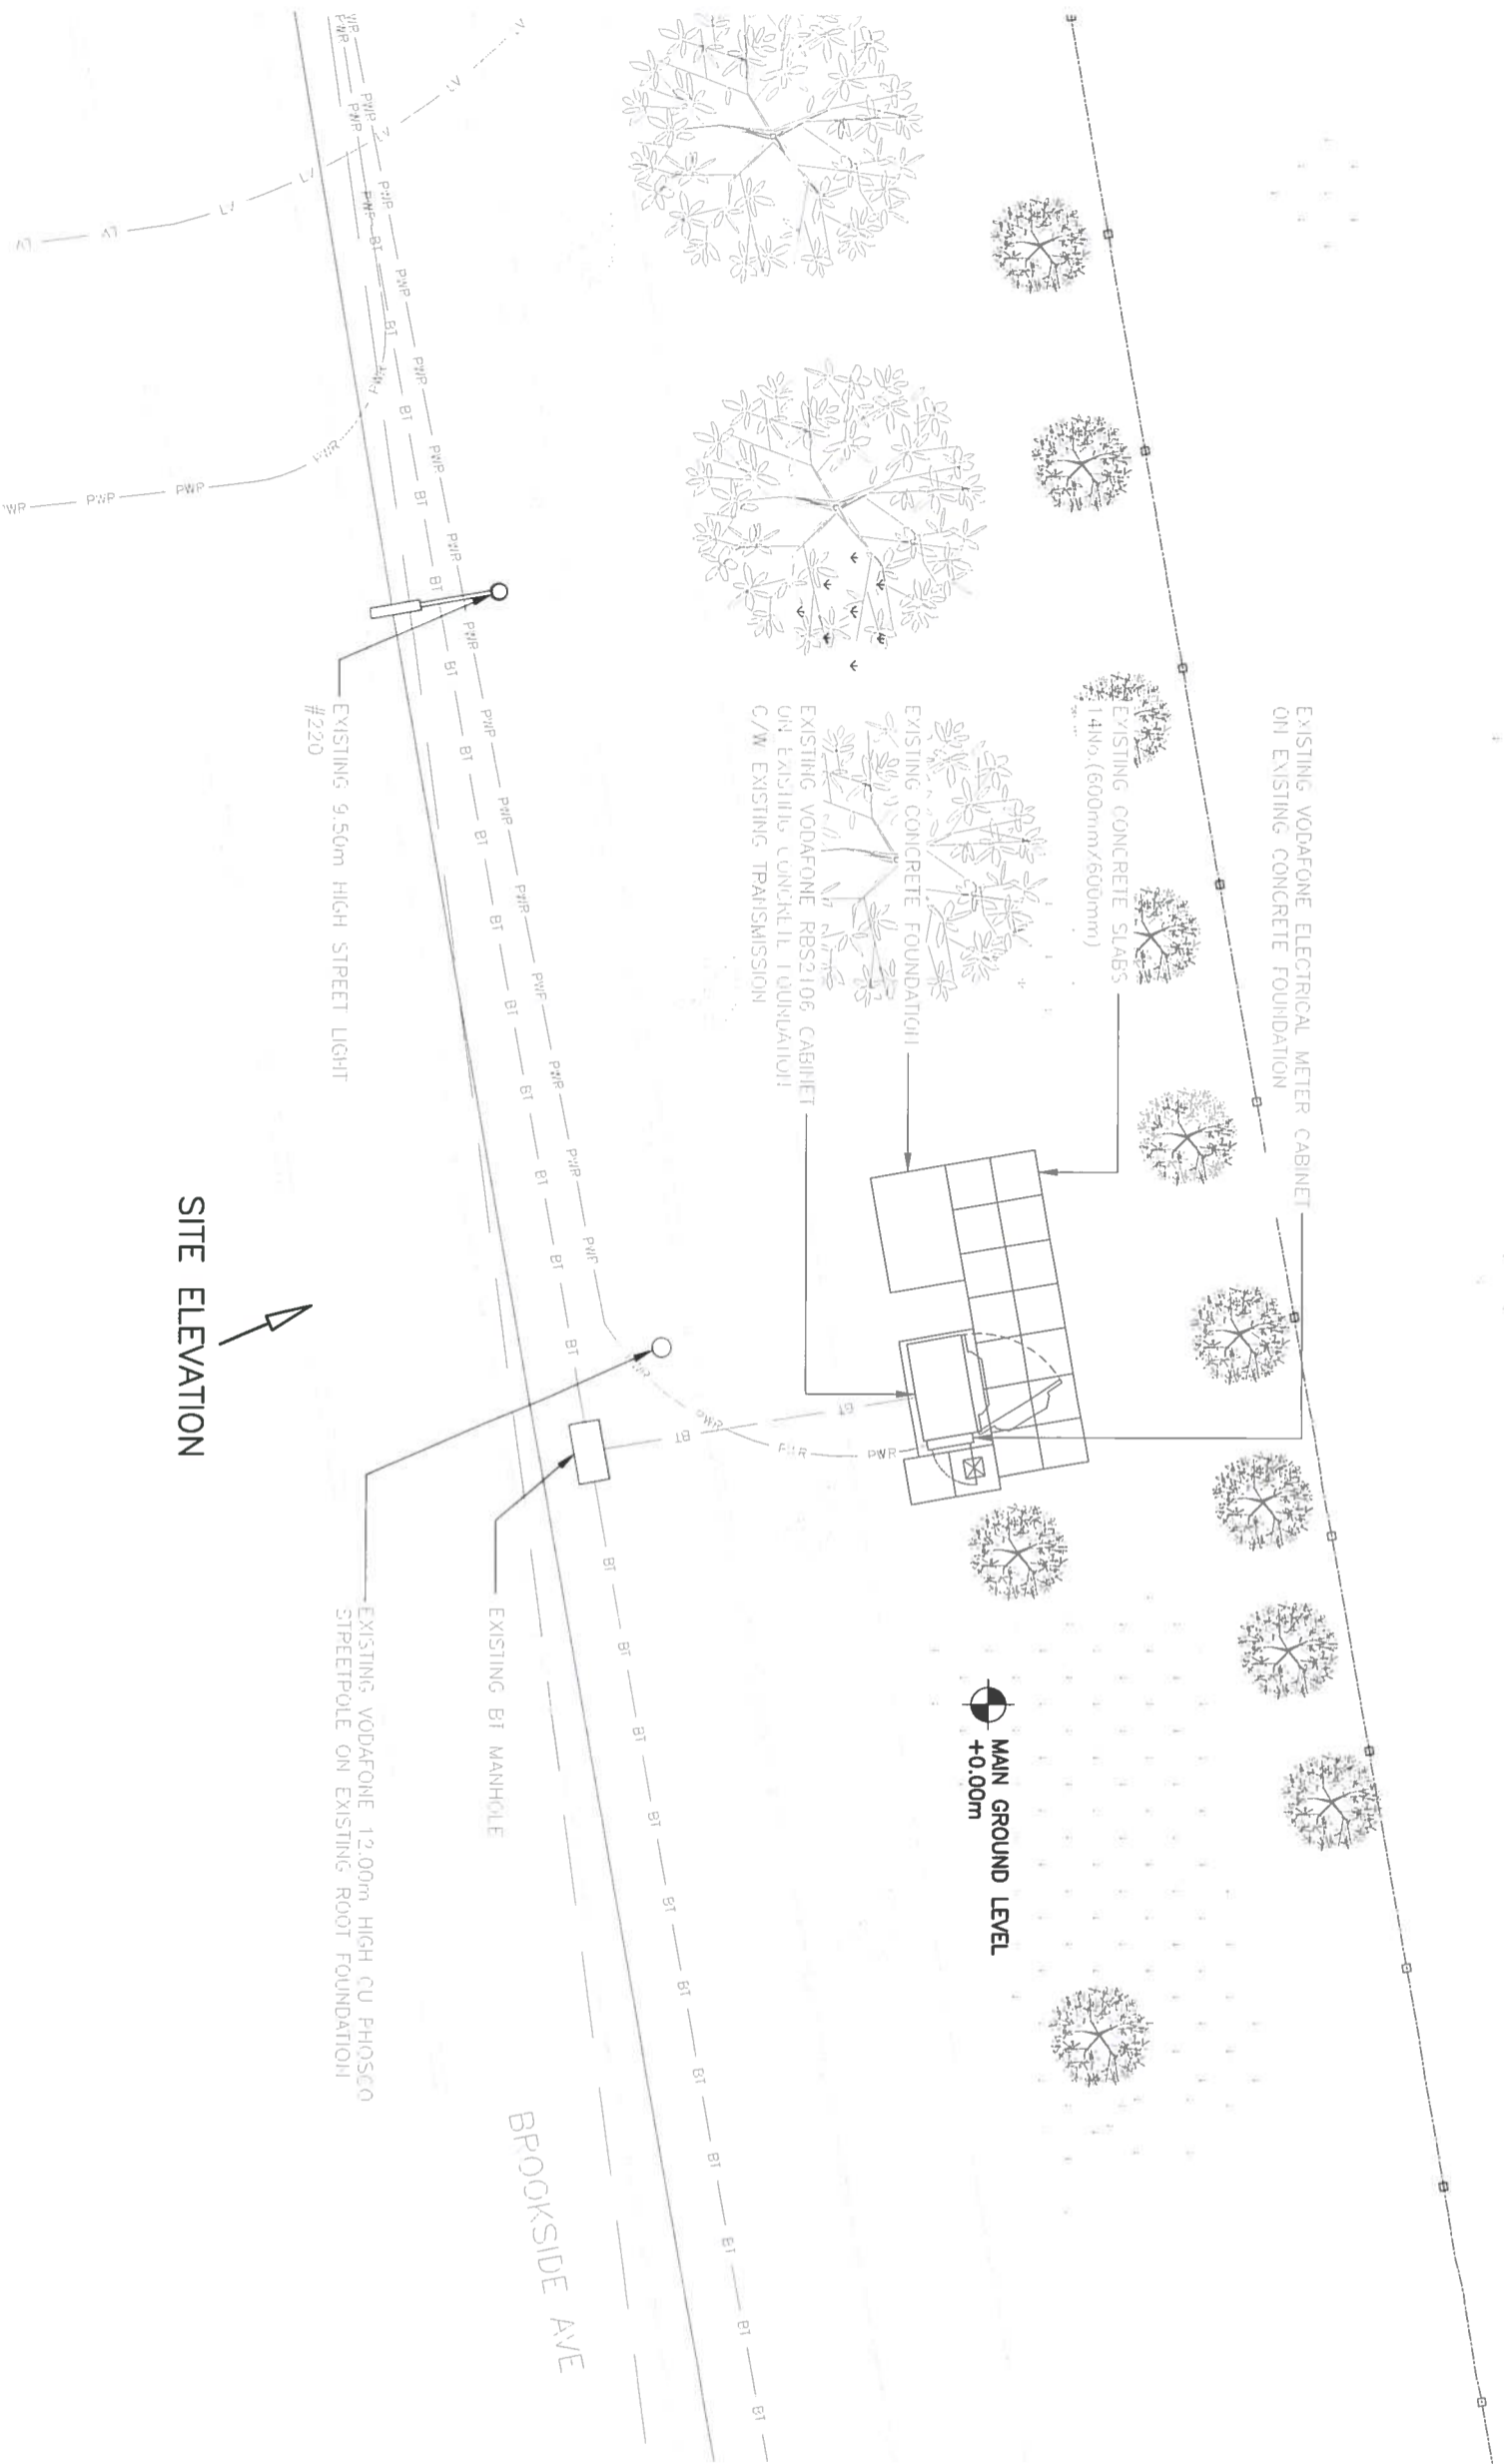 EXISTING VODAFONE ELECTRICAL METER CABINET
ON EXISTING CONCRETE FOUNDATION
EXISTING CONCRETE SLABS
14No.(600mmX600mm)
EXISTING CONCRETE FOUNDATION
EXISTING VODAFONE RBS2106 CABINET
ON EXISTING CONCRETE FOUNDATION
C/W EXISTING TRANSMISSION
MAIN GROUND LEVEL
+0.00m
EXISTING 9.50m HIGH STREET LIGHT
#220
EXISTING BT MANHOLE
EXISTING VODAFONE 12.00m HIGH CU PHOSCO
STREETPOLE ON EXISTING ROOT FOUNDATION
BROOKSIDE AVE
SITE ELEVATION
PWR
BT
LV